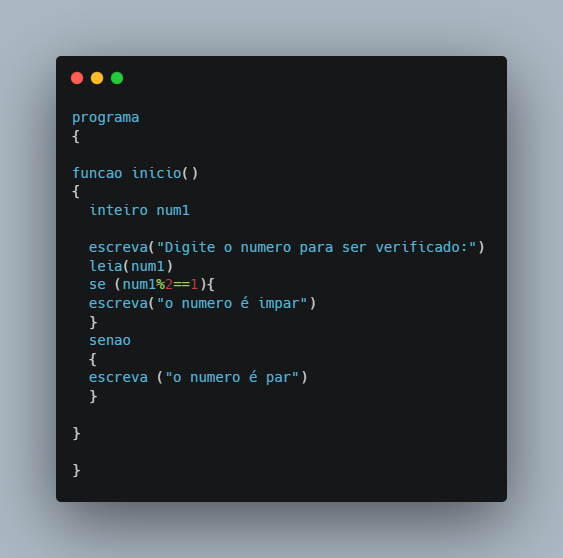 programa
{
funcao inicio()
{
inteiro num1
escreva("Digite o numero para ser verificado:")
leia(num1)
se (num1%2==1){
escreva("o numero é impar")
}
senao
{
escreva ("o numero é par")
}
}
}